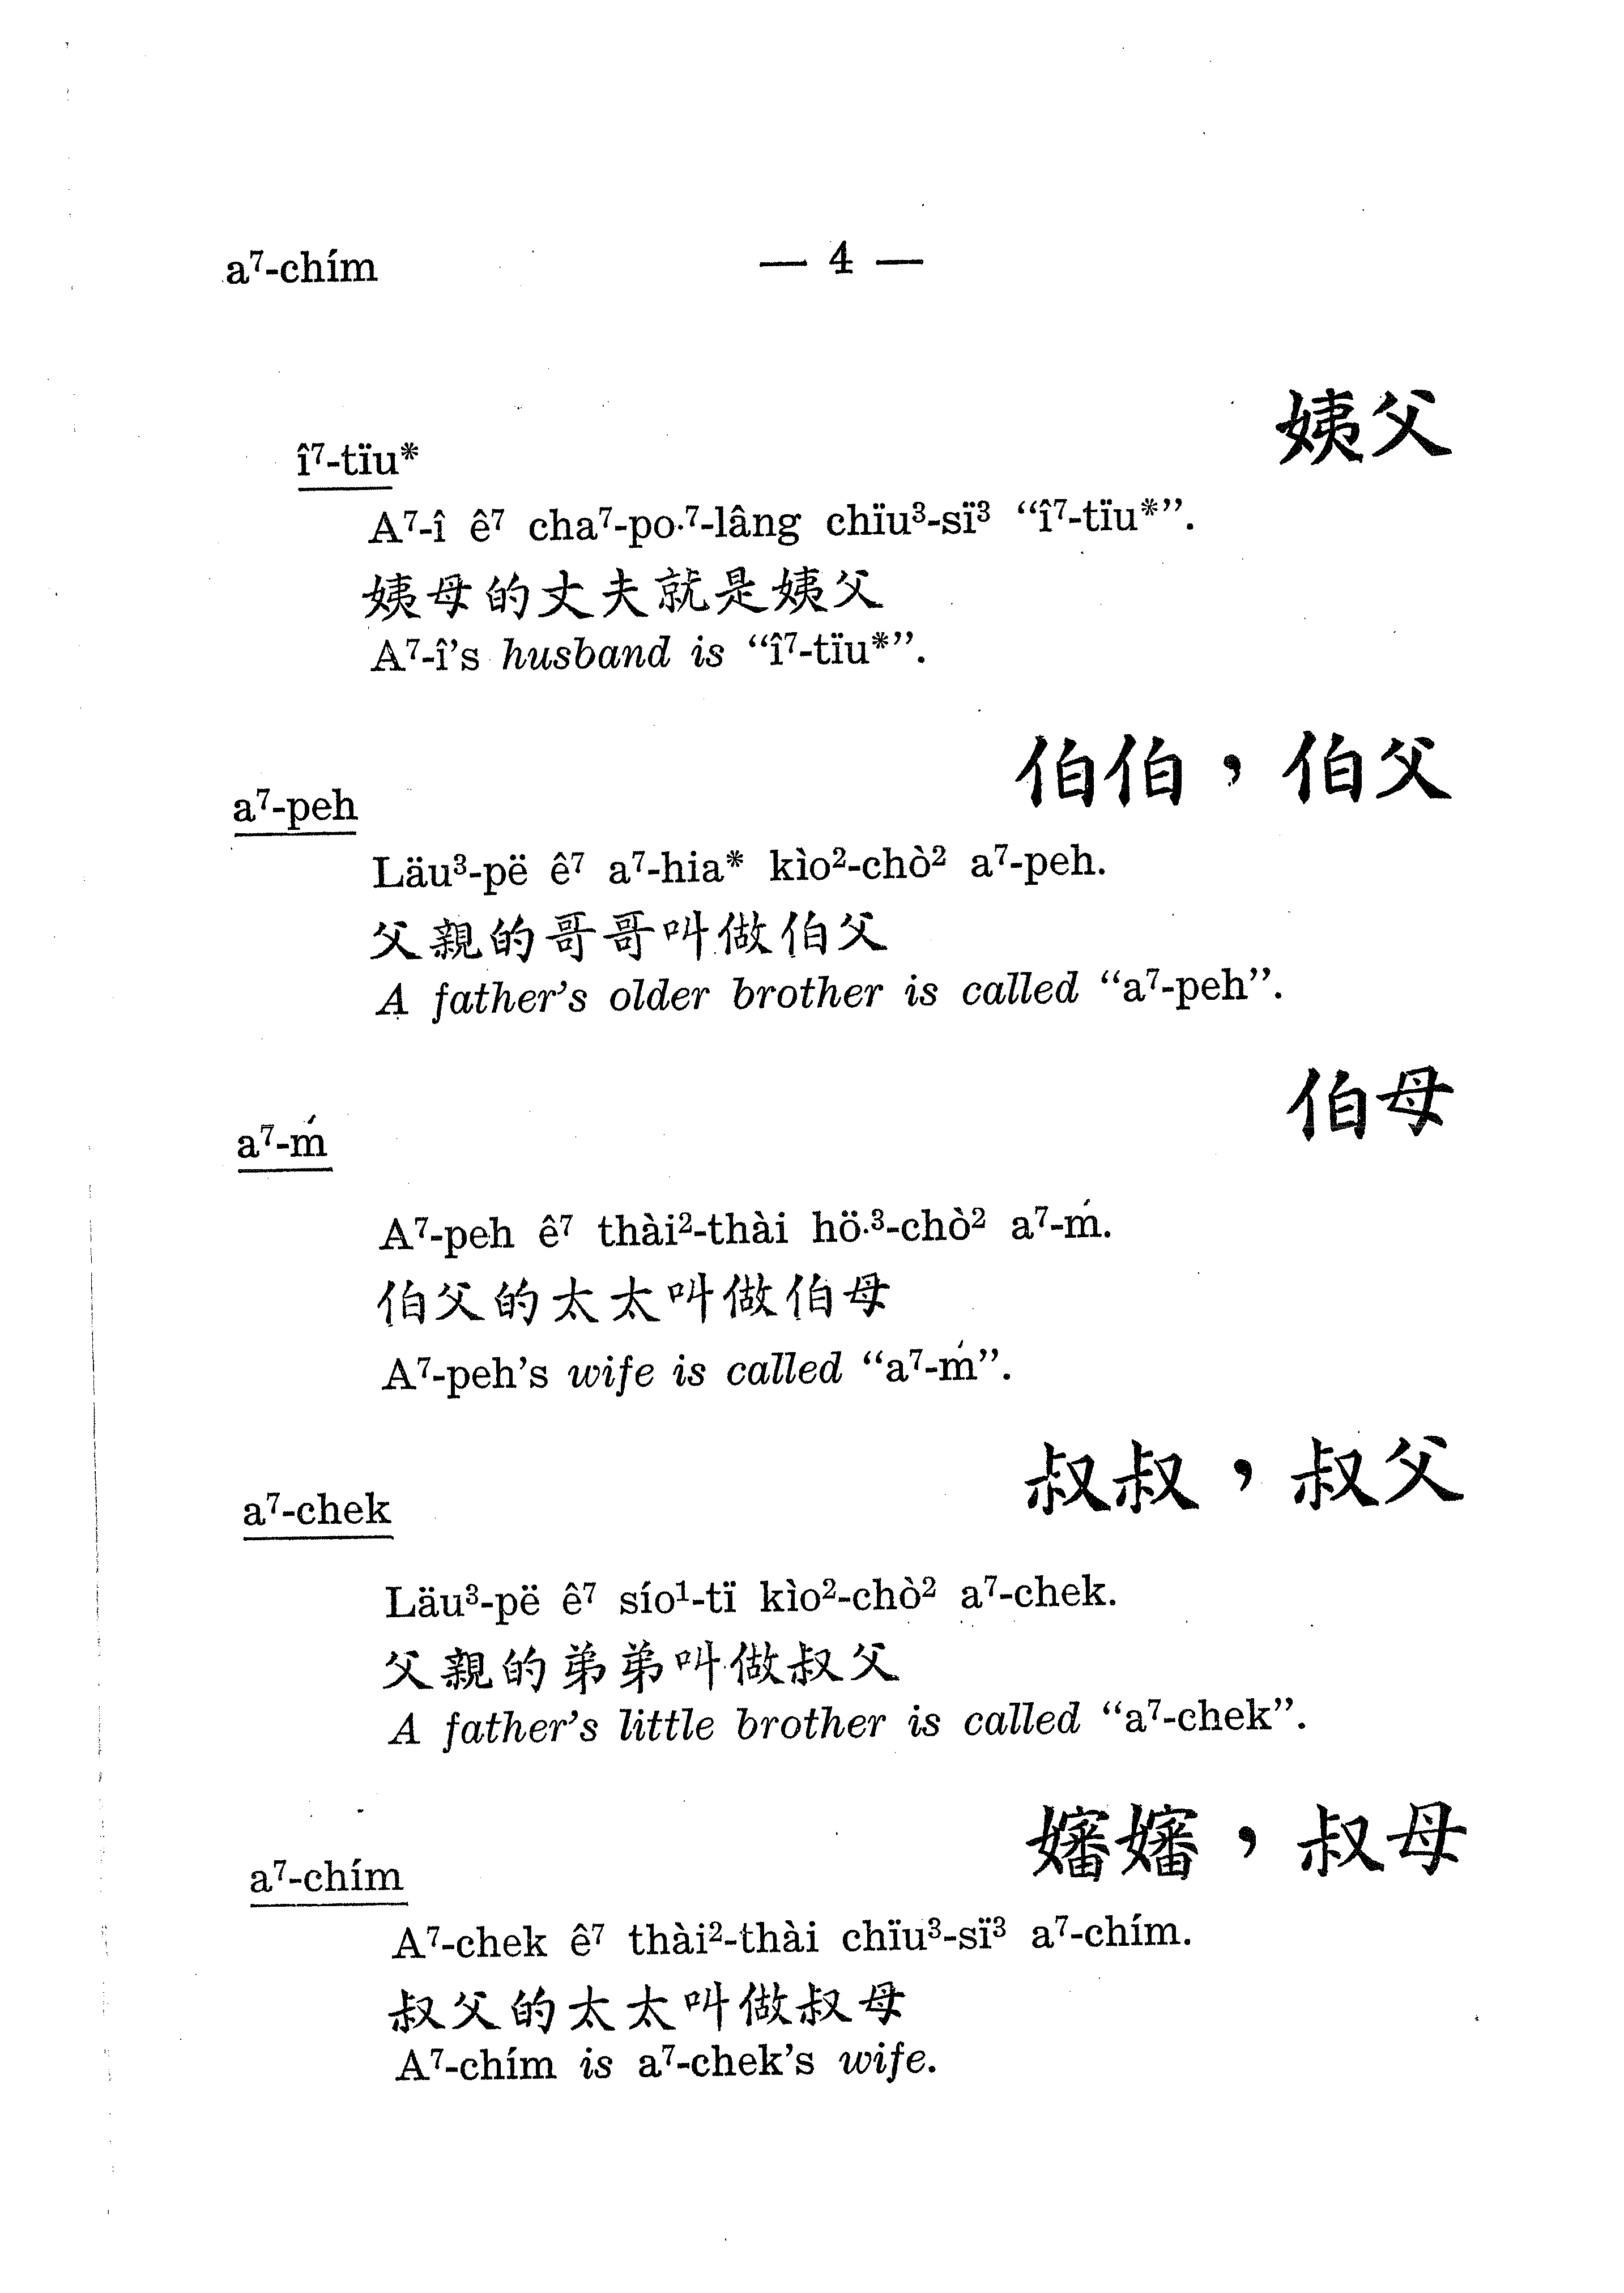 a⁷-chím — 4 —
姨父
î⁷-tïu*
A⁷-î ê⁷ cha⁷-po·⁷-lâng chïu³-sï³ “î⁷-tïu*”.
姨母的丈夫就是姨父
A⁷-î’s husband is “î⁷-tïu*”.
伯伯，伯父
a⁷-peh
Läu³-pë ê⁷ a⁷-hia* kìo²-chò² a⁷-peh.
父親的哥哥叫做伯父
A father’s older brother is called “a⁷-peh”.
伯母
a⁷-ḿ
A⁷-peh ê⁷ thài²-thài hö·³-chò² a⁷-ḿ.
伯父的太太叫做伯母
A⁷-peh’s wife is called “a⁷-ḿ”.
叔叔，叔父
a⁷-chek
Läu³-pë ê⁷ sío¹-tï kìo²-chò² a⁷-chek.
父親的弟弟叫做叔父
A father’s little brother is called “a⁷-chek”.
嬸嬸，叔母
a⁷-chím
A⁷-chek ê⁷ thài²-thài chïu³-sï³ a⁷-chím.
叔父的太太叫做叔母
A⁷-chím is a⁷-chek’s wife.